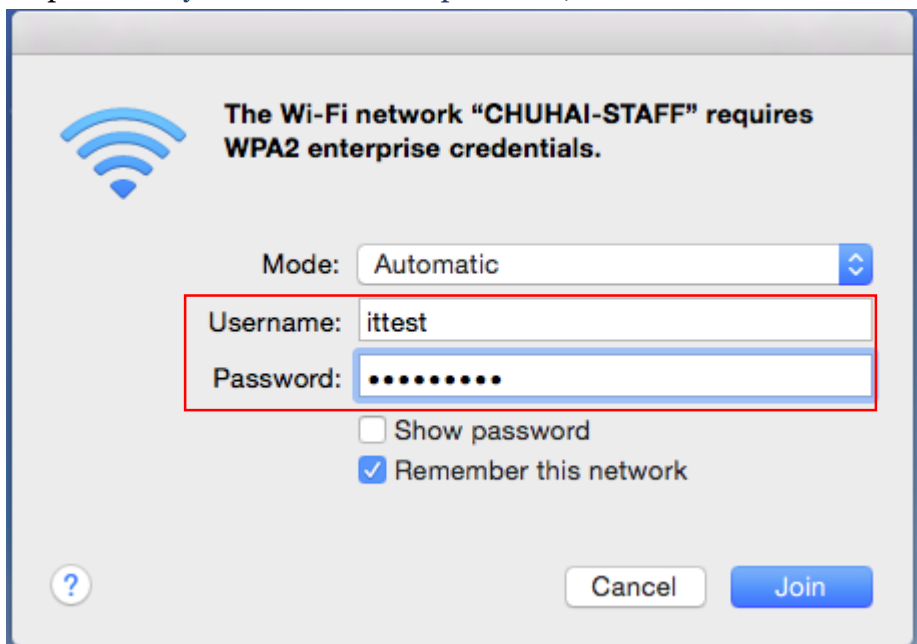 The Wi-Fi network “CHUHAI-STAFF” requires
WPA2 enterprise credentials.
Mode: Automatic
Username: ittest
Password: •••••••••
Show password
Remember this network
?
Cancel Join